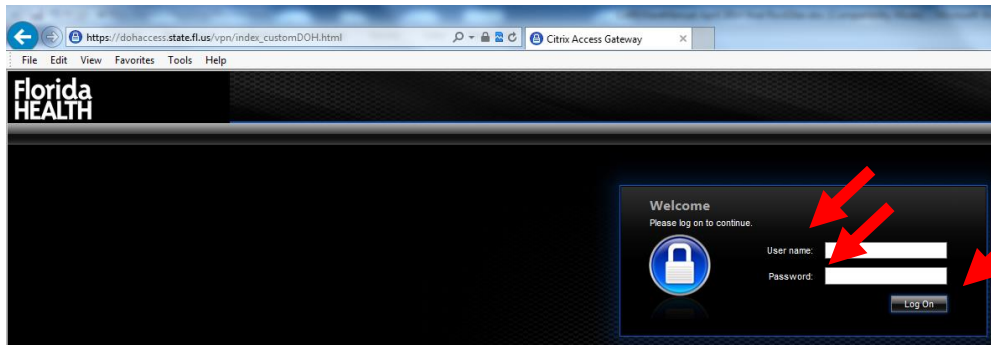 https://dohaccess.state.fl.us/vpn/index_customDOH.html Citrix Access Gateway
File Edit View Favorites Tools Help
Florida
HEALTH
Welcome
Please log on to continue.
User name:
Password:
Log On